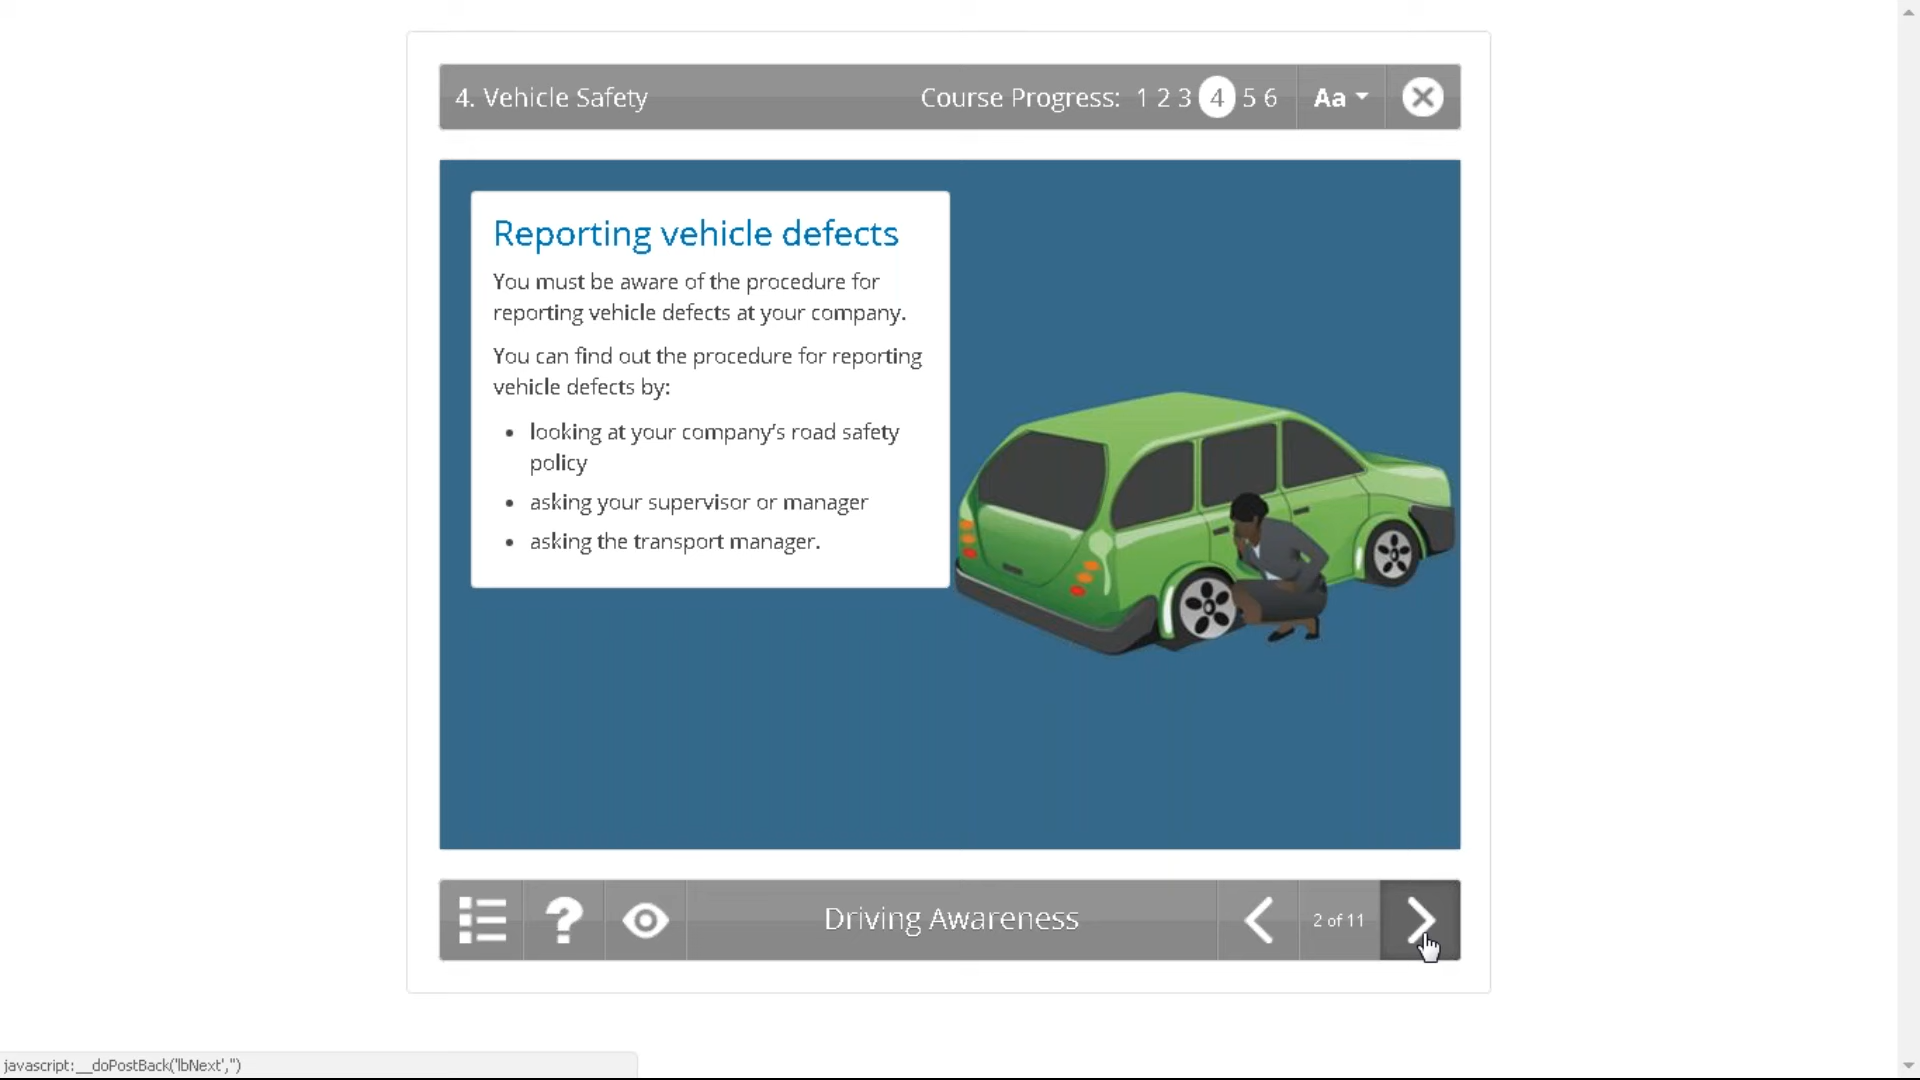 4. Vehicle Safety
Course Progress: 1 2 3 4 5 6
Aa
Reporting vehicle defects
You must be aware of the procedure for
reporting vehicle defects at your company.
You can find out the procedure for reporting
vehicle defects by:
• looking at your company's road safety
policy
• asking your supervisor or manager
• asking the transport manager.
?
Driving Awareness
2 of 11
javascript:__doPostBack('lbNext','')